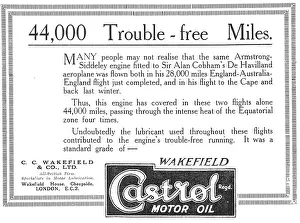 44,000 Trouble-free Miles.
MANY people may not realise that the same Armstrong-
Siddeley engine fitted to Sir Alan Cobham's De Havilland
aeroplane was flown both in his 28,000 miles England-Australia-
England flight just completed, and in his flight to the Cape and
back last winter.
Thus, this engine has covered in these two flights alone
44,000 miles, passing through the intense heat of the Equatorial
zone four times.
Undoubtedly the lubricant used throughout these flights
contributed to the engine's trouble-free running. It was a
standard grade of—
C. C. WAKEFIELD
& CO., LTD.
All-British Firm.
Specialists in Motor Lubrication.
Wakefield House, Cheapside,
LONDON, E.C.2.
WAKEFIELD
Castrol Regd.
MOTOR OIL